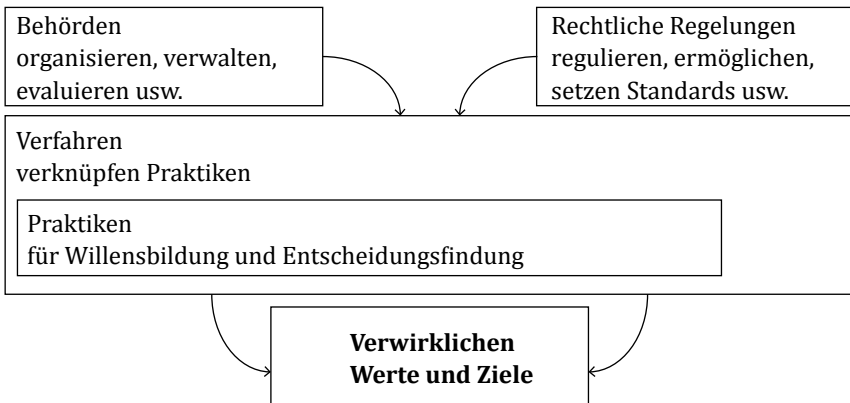 Behörden
organisieren, verwalten,
evaluieren usw.
Rechtliche Regelungen
regulieren, ermöglichen,
setzen Standards usw.
Verfahren
verknüpfen Praktiken
Praktiken
für Willensbildung und Entscheidungsfindung
Verwirklichen
Werte und Ziele